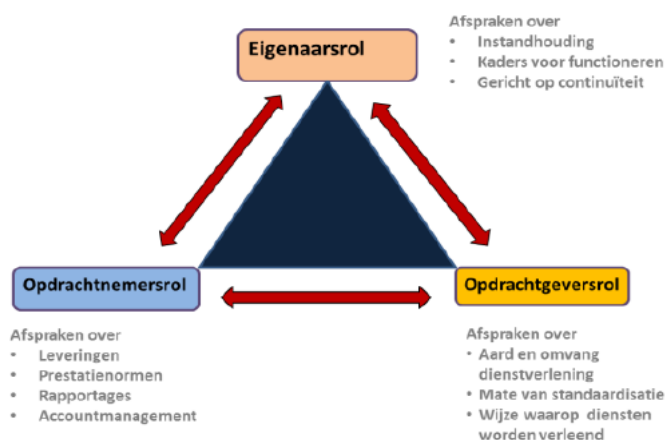 Eigenaarsrol
Afspraken over
• Instandhouding
• Kaders voor functioneren
• Gericht op continuïteit
Opdrachtnemersrol
Opdrachtgeversrol
Afspraken over
• Leveringen
• Prestatienormen
• Rapportages
• Accountmanagement
Afspraken over
• Aard en omvang
dienstverlening
• Mate van standaardisatie
• Wijze waarop diensten
worden verleend